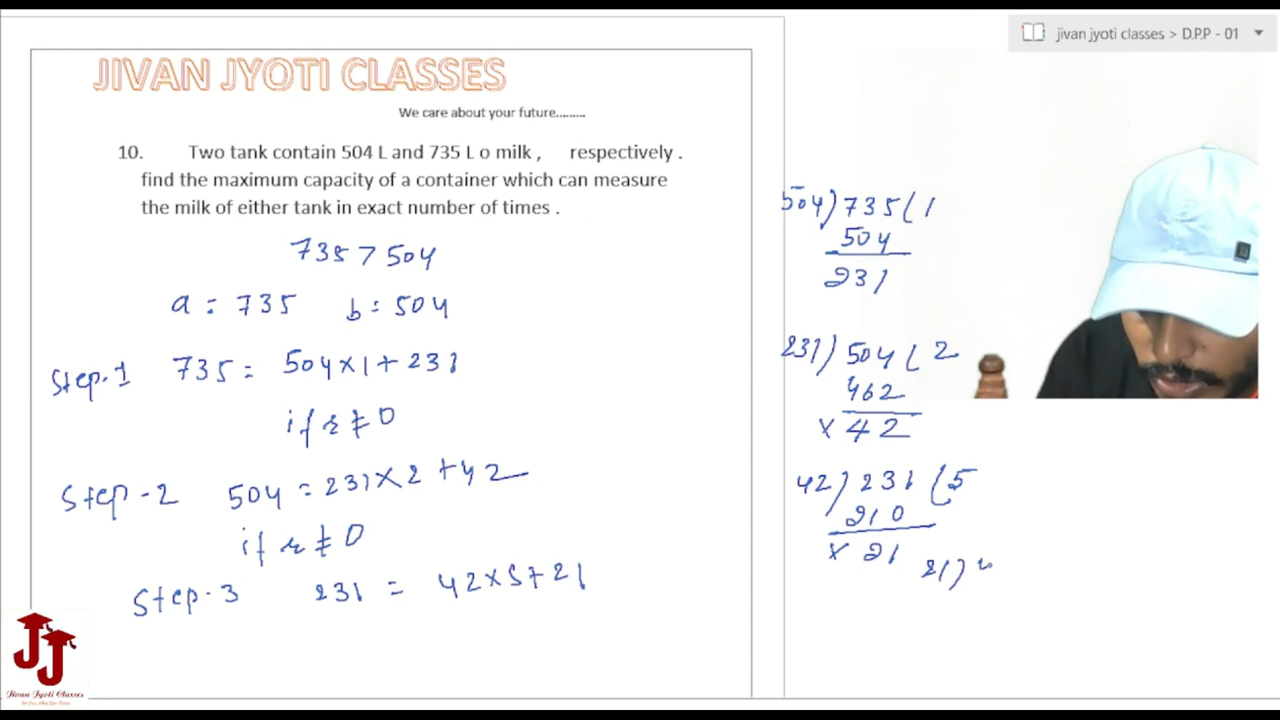 jivan jyoti classes > D.P.P - 01
JIVAN JYOTI CLASSES
We care about your future.........
10. Two tank contain 504 L and 735 L o milk , respectively .
find the maximum capacity of a container which can measure
the milk of either tank in exact number of times .
735 > 504
a = 735 b = 504
Step-1 735 = 504 × 1 + 231
if r ≠ 0
Step-2 504 = 231 × 2 + 42
if r ≠ 0
Step-3 231 = 42 × 5 + 21
504 ) 735 ( 1
504
231
231 ) 504 ( 2
462
× 42
42 ) 231 ( 5
210
× 21
21 )
JJ
Jivan Jyoti Classes